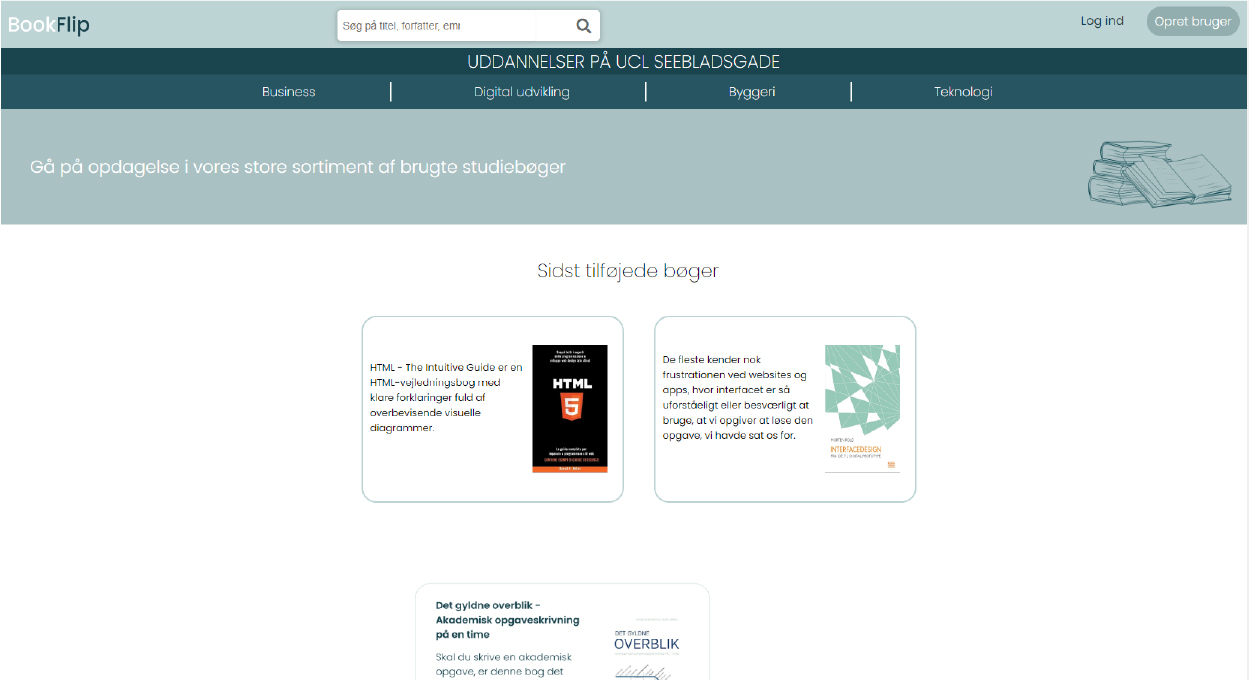 BookFlip
Søg på titel, forfatter, emn
Log ind
Opret bruger
UDDANNELSER PÅ UCL SEEBLADSGADE
Business
Digital udvikling
Byggeri
Teknologi
Gå på opdagelse i vores store sortiment af brugte studiebøger
Sidst tilføjede bøger
HTML - The Intuitive Guide er en
HTML-vejledningsbog med
klare forklaringer fuld af
overbevisende visuelle
diagrammer.
HTML
5
De fleste kender nok
frustrationen ved websites og
apps, hvor interfacet er så
uforståeligt eller besværligt at
bruge, at vi opgiver at løse den
opgave, vi havde sat os for.
INTERFACEDESIGN
Det gyldne overblik -
Akademisk opgaveskrivning
på en time
Skal du skrive en akademisk
opgave, er denne bog det
DET GYLDNE
OVERBLIK